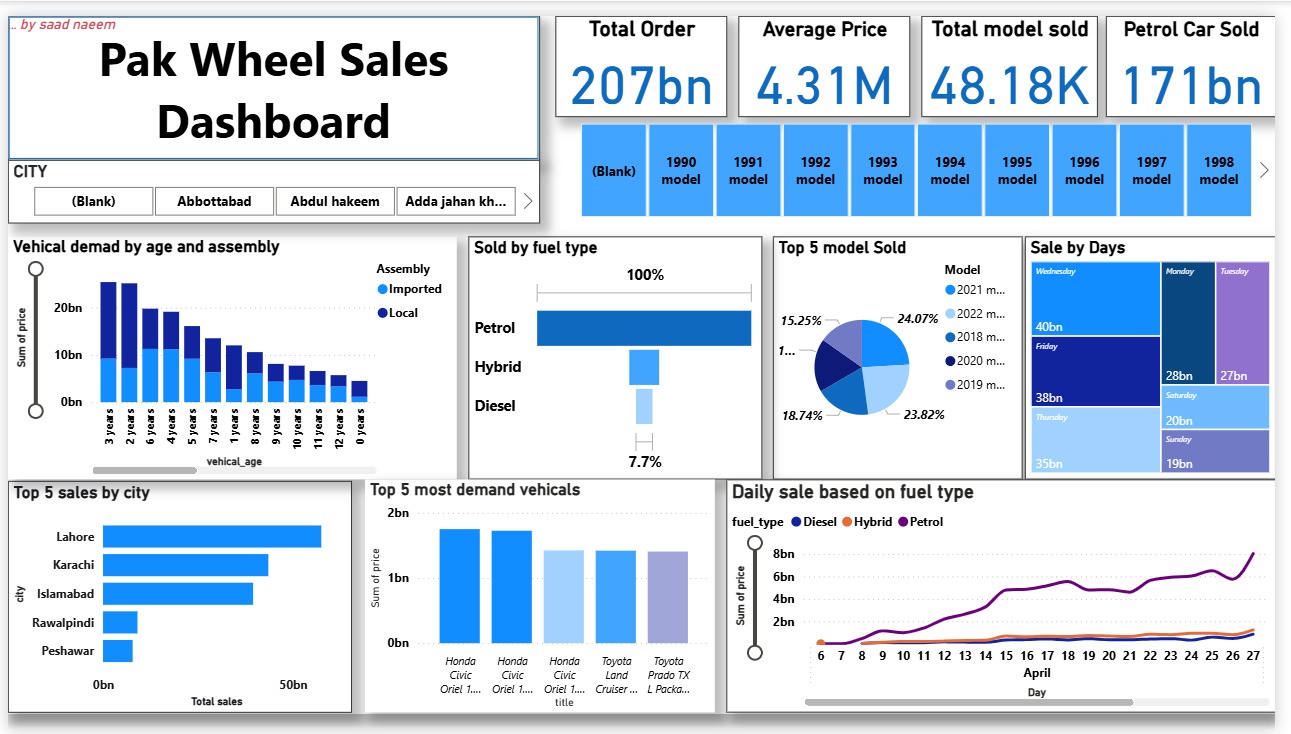 .. by saad naeem
Pak Wheel Sales
Dashboard
CITY
(Blank)
Abbottabad
Abdul hakeem
Adda jahan kh...
Total Order
207bn
Average Price
4.31M
Total model sold
48.18K
Petrol Car Sold
171bn
(Blank)
1990
model
1991
model
1992
model
1993
model
1994
model
1995
model
1996
model
1997
model
1998
model
Vehical demad by age and assembly
Sum of price
20bn
10bn
0bn
3 years
2 years
6 years
4 years
5 years
7 years
1 years
8 years
9 years
10 years
11 years
12 years
0 years
vehical_age
Assembly
Imported
Local
Sold by fuel type
100%
Petrol
Hybrid
Diesel
7.7%
Top 5 model Sold
15.25%
24.07%
1...
18.74%
23.82%
Model
2021 m...
2022 m...
2018 m...
2020 m...
2019 m...
Sale by Days
Wednesday
40bn
Friday
38bn
Thursday
35bn
Monday
28bn
Tuesday
27bn
Saturday
20bn
Sunday
19bn
Top 5 sales by city
city
Lahore
Karachi
Islamabad
Rawalpindi
Peshawar
0bn
50bn
Total sales
Top 5 most demand vehicals
Sum of price
2bn
1bn
0bn
Honda
Civic
Oriel 1....
Honda
Civic
Oriel 1....
Honda
Civic
Oriel 1....
Toyota
Land
Cruiser ...
Toyota
Prado TX
L Packa...
title
Daily sale based on fuel type
fuel_type
Diesel
Hybrid
Petrol
Sum of price
8bn
6bn
4bn
2bn
6 7 8 9 10 11 12 13 14 15 16 17 18 19 20 21 22 23 24 25 26 27
April
Day